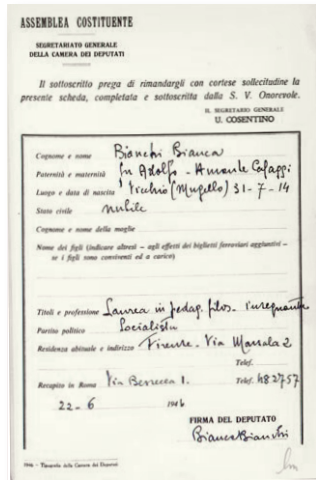 ASSEMBLEA COSTITUENTE
SEGRETARIATO GENERALE
DELLA CAMERA DEI DEPUTATI
Il sottoscritto prega di rimandargli con cortese sollecitudine la
presente scheda, completata e sottoscritta dalla S. V. Onorevole.
IL SEGRETARIO GENERALE
U. COSENTINO
Cognome e nome Bianchi Bianca
Paternità e maternità fu Adolfo - Amante Capaggi
Luogo e data di nascita Vicchio (Mugello) 31-7-14
Stato civile nubile
Cognome e nome della moglie
Nome dei figli (indicare altresì - agli effetti dei biglietti ferroviari aggiuntivi -
se i figli sono conviventi ed a carico)
Titoli e professione Laurea in pedag. filos. insegnante
Partito politico Socialista
Residenza abituale e indirizzo Firenze - Via Marsala 2
Telef.
Recapito in Roma Via Bezzecca 1. Telef. 482757
22-6 1946
FIRMA DEL DEPUTATO
Bianca Bianchi
1946 - Tipografia della Camera dei Deputati